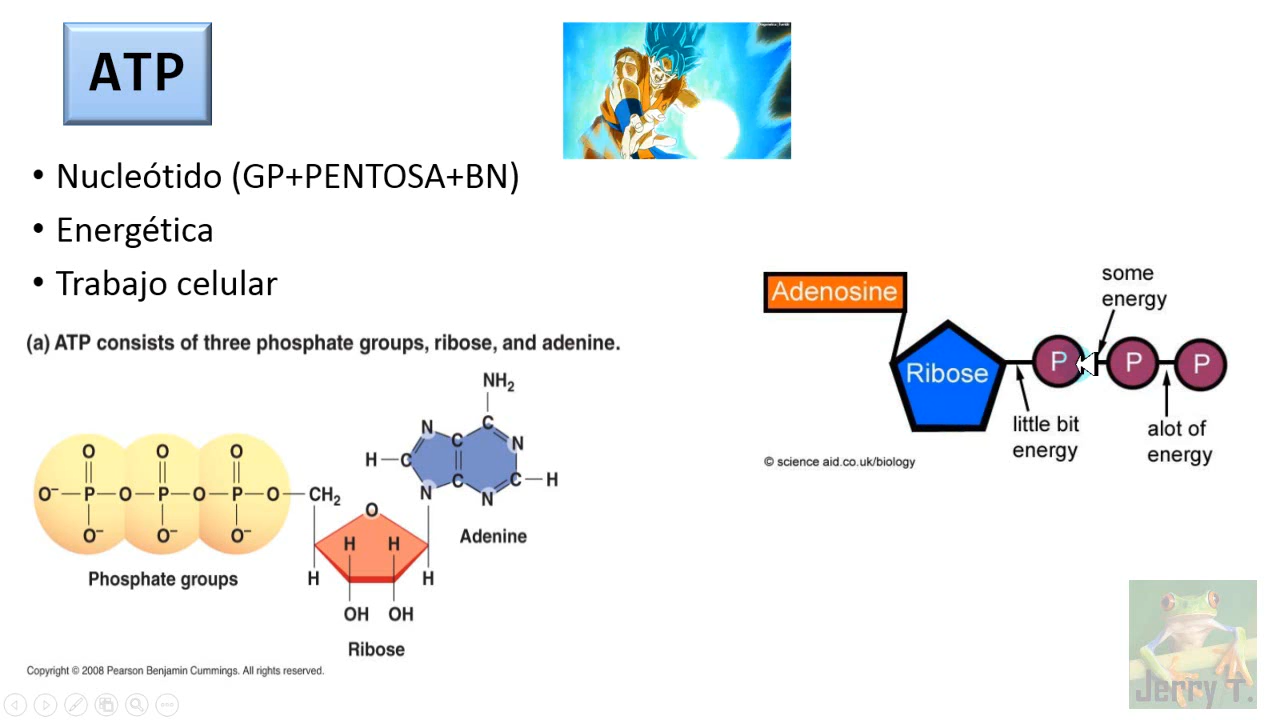 ATP
• Nucleótido (GP+PENTOSA+BN)
• Energética
• Trabajo celular
(a) ATP consists of three phosphate groups, ribose, and adenine.
NH2
N
C
C
N
H
C
C
H
N
C
N
O
O
O
O⁻
P
O
P
O
P
O
CH2
O⁻
O⁻
O⁻
O
H
H
H
H
OH
OH
Adenine
Phosphate groups
Ribose
Copyright © 2008 Pearson Benjamin Cummings. All rights reserved.
Adenosine
Ribose
P
P
P
some
energy
little bit
energy
alot of
energy
© science aid.co.uk/biology
Jerry T.